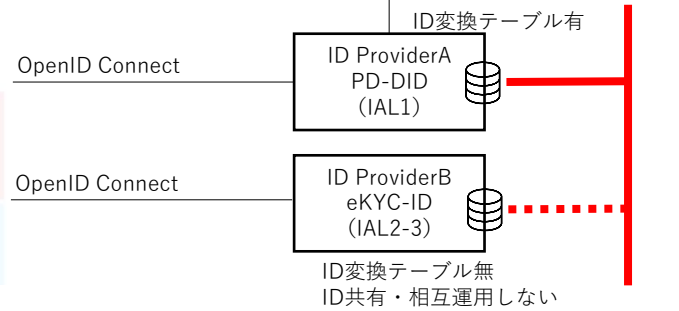 ID変換テーブル有
OpenID Connect
ID ProviderA
PD-DID
（IAL1）
OpenID Connect
ID ProviderB
eKYC-ID
（IAL2-3）
ID変換テーブル無
ID共有・相互運用しない